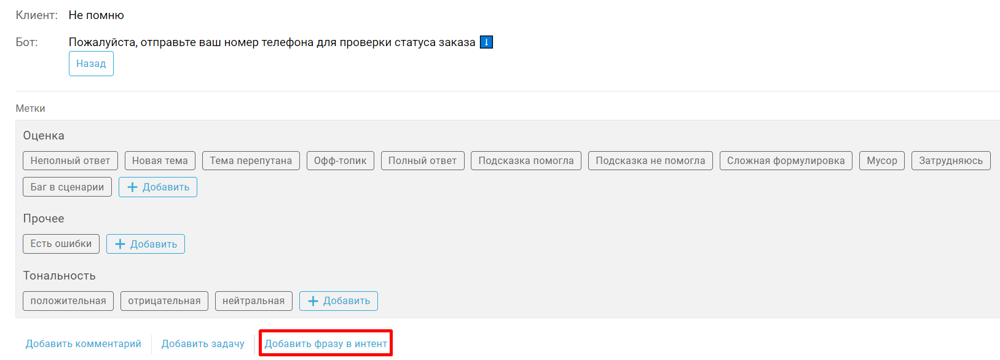 Клиент: Не помню
Бот: Пожалуйста, отправьте ваш номер телефона для проверки статуса заказа ⬇️
Назад
Метки
Оценка
Неполный ответ Новая тема Тема перепутана Офф-топик Полный ответ Подсказка помогла Подсказка не помогла Сложная формулировка Мусор Затрудняюсь
Баг в сценарии + Добавить
Прочее
Есть ошибки + Добавить
Тональность
положительная отрицательная нейтральная + Добавить
Добавить комментарий Добавить задачу Добавить фразу в интент